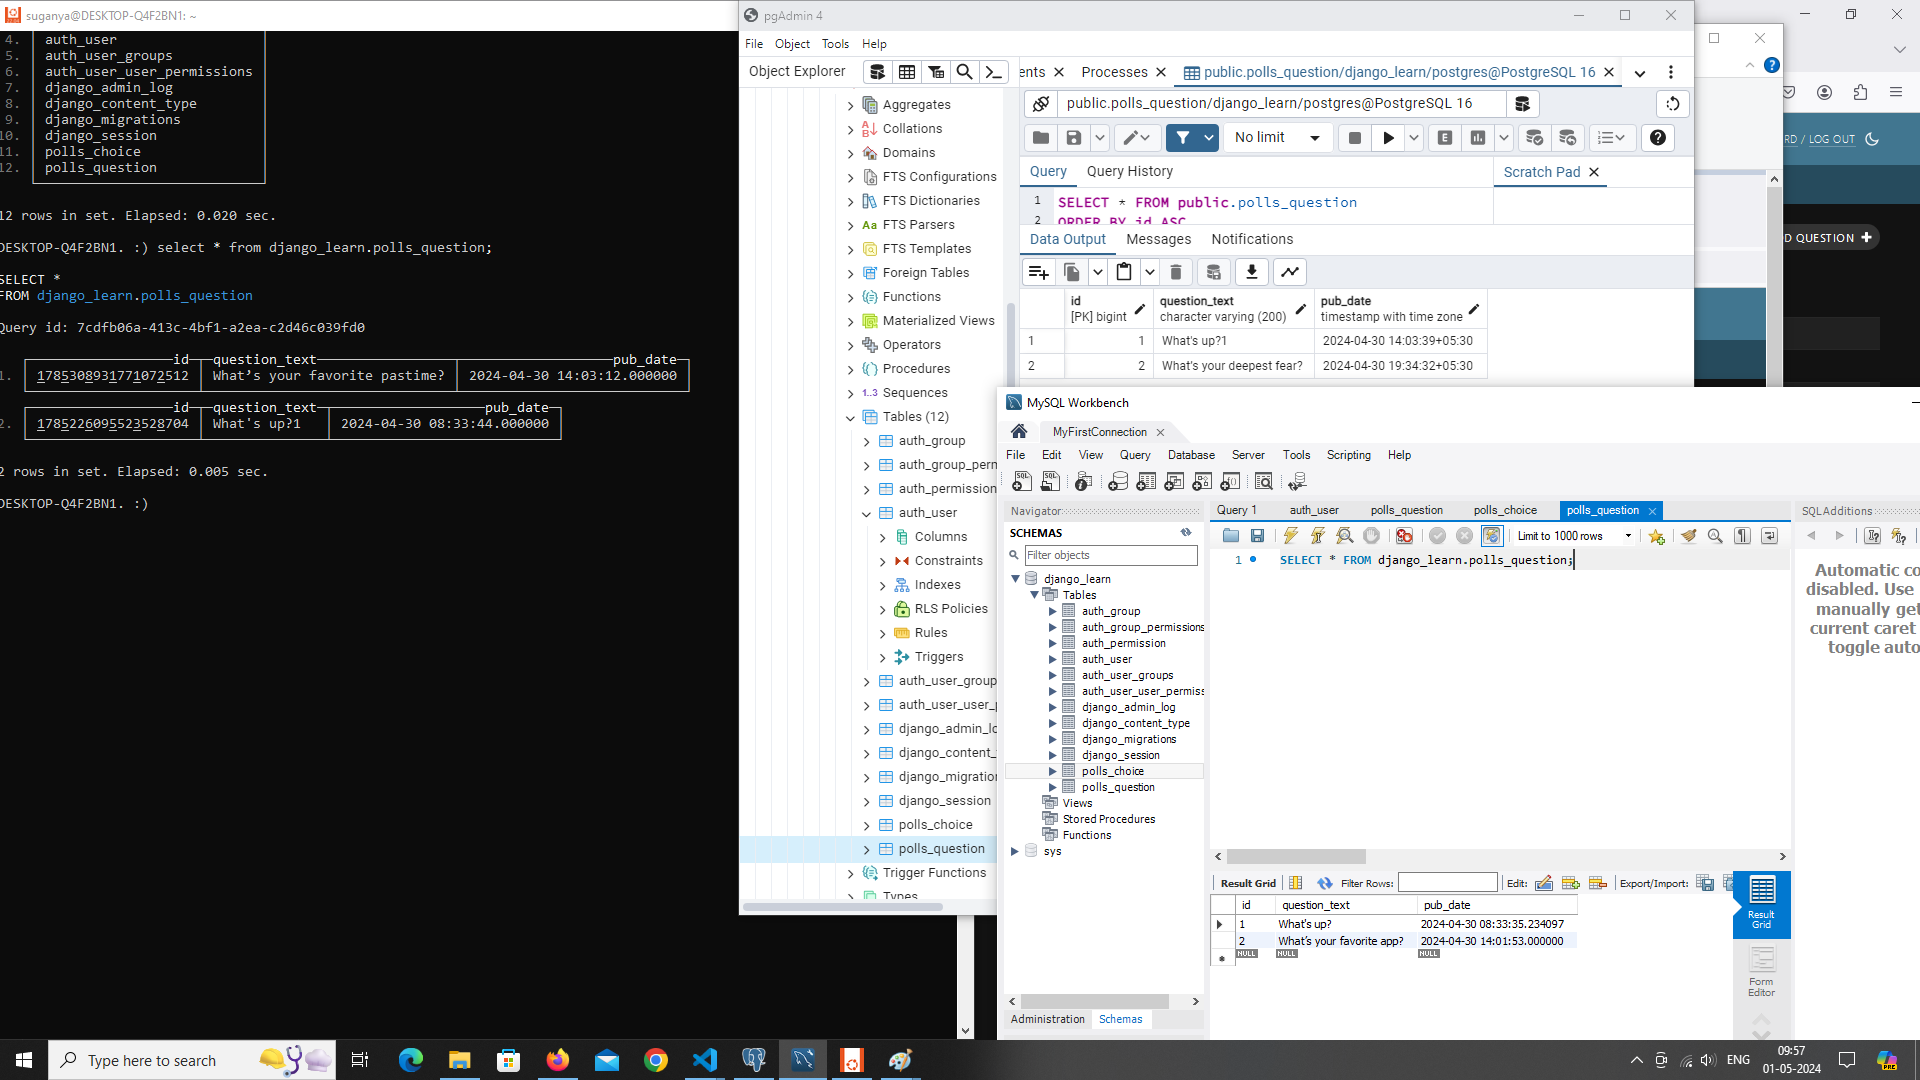 suganya@DESKTOP-Q4F2BN1: ~
4. auth_user
5. auth_user_groups
6. auth_user_user_permissions
7. django_admin_log
8. django_content_type
9. django_migrations
10. django_session
11. polls_choice
12. polls_question
12 rows in set. Elapsed: 0.020 sec.
DESKTOP-Q4F2BN1. :) select * from django_learn.polls_question;
SELECT *
FROM django_learn.polls_question
Query id: 7cdfb06a-413c-4bf1-a2ea-c2d46c039fd0
id question_text pub_date
1. 1785308931771072512 What’s your favorite pastime? 2024-04-30 14:03:12.000000
id question_text pub_date
2. 1785226095523528704 What's up?1 2024-04-30 08:33:44.000000
2 rows in set. Elapsed: 0.005 sec.
DESKTOP-Q4F2BN1. :)
pgAdmin 4
File Object Tools Help
Object Explorer
Aggregates
Collations
Domains
FTS Configurations
FTS Dictionaries
FTS Parsers
FTS Templates
Foreign Tables
Functions
Materialized Views
Operators
Procedures
1..3 Sequences
Tables (12)
auth_group
auth_group_perm
auth_permission
auth_user
Columns
Constraints
Indexes
RLS Policies
Rules
Triggers
auth_user_group
auth_user_user_p
django_admin_lo
django_content_
django_migration
django_session
polls_choice
polls_question
Trigger Functions
Types
ents Processes public.polls_question/django_learn/postgres@PostgreSQL 16
public.polls_question/django_learn/postgres@PostgreSQL 16
No limit
Query Query History
Scratch Pad
1 SELECT * FROM public.polls_question
2 ORDER BY id ASC
Data Output Messages Notifications
id question_text pub_date
[PK] bigint character varying (200) timestamp with time zone
1 1 What's up?1 2024-04-30 14:03:39+05:30
2 2 What's your deepest fear? 2024-04-30 19:34:32+05:30
RD / LOG OUT
D QUESTION
MySQL Workbench
MyFirstConnection
File Edit View Query Database Server Tools Scripting Help
Navigator
SCHEMAS
Filter objects
django_learn
Tables
auth_group
auth_group_permissions
auth_permission
auth_user
auth_user_groups
auth_user_user_permiss
django_admin_log
django_content_type
django_migrations
django_session
polls_choice
polls_question
Views
Stored Procedures
Functions
sys
Administration Schemas
Query 1 auth_user polls_question polls_choice polls_question
Limit to 1000 rows
1 SELECT * FROM django_learn.polls_question;
SQLAdditions
Automatic co
disabled. Use
manually get
current caret
toggle auto
Result Grid Filter Rows: Edit: Export/Import:
id question_text pub_date
1 What's up? 2024-04-30 08:33:35.234097
2 What’s your favorite app? 2024-04-30 14:01:53.000000
NULL NULL NULL
Result
Grid
Form
Editor
Type here to search
ENG
09:57
01-05-2024